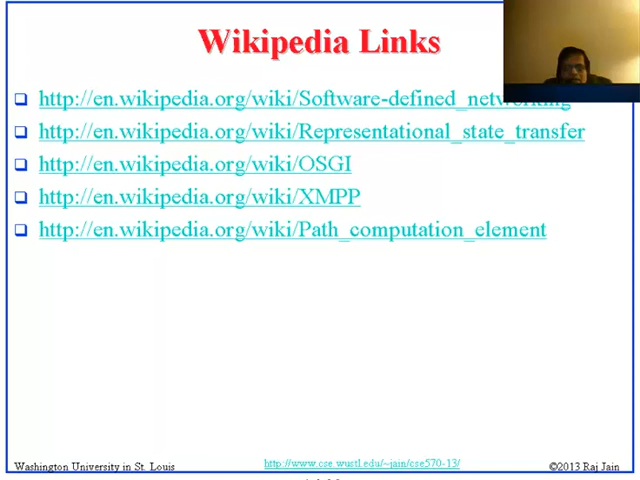 Wikipedia Links
http://en.wikipedia.org/wiki/Software-defined_networking
http://en.wikipedia.org/wiki/Representational_state_transfer
http://en.wikipedia.org/wiki/OSGI
http://en.wikipedia.org/wiki/XMPP
http://en.wikipedia.org/wiki/Path_computation_element
Washington University in St. Louis
http://www.cse.wustl.edu/~jain/cse570-13/
©2013 Raj Jain